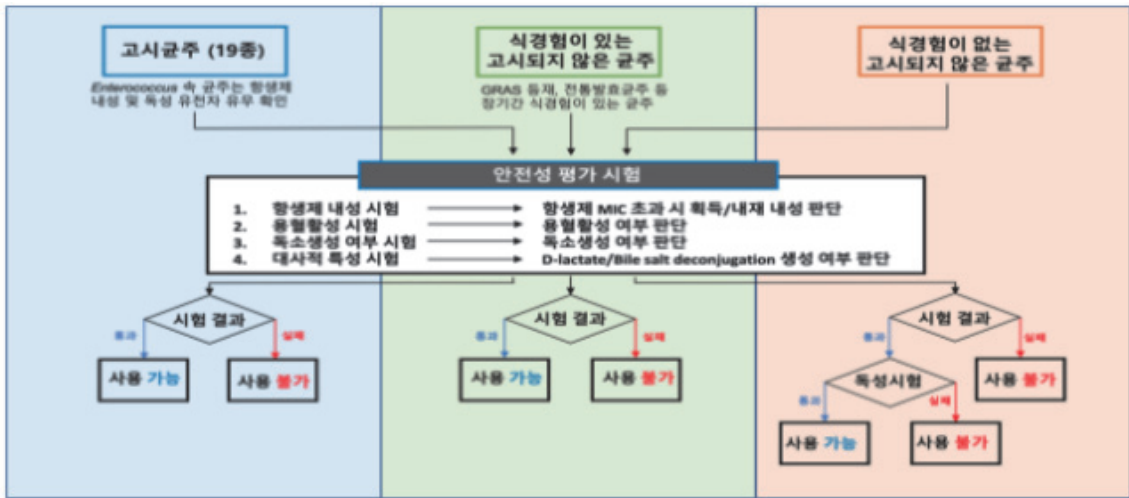 고시균주 (19종)
Enterococcus 속 균주는 항생제
내성 및 독성 유전자 유무 확인
식경험이 있는
고시되지 않은 균주
GRAS 등재, 전통발효균주 등
장기간 식경험이 있는 균주
식경험이 없는
고시되지 않은 균주
안전성 평가 시험
1. 항생제 내성 시험 항생제 MIC 초과 시 획득/내재 내성 판단
2. 용혈활성 시험 용혈활성 여부 판단
3. 독소생성 여부 시험 독소생성 여부 판단
4. 대사적 특성 시험 D-lactate/Bile salt deconjugation 생성 여부 판단
시험 결과
통과
실패
사용 가능
사용 불가
시험 결과
통과
실패
사용 가능
사용 불가
시험 결과
통과
실패
독성시험
사용 불가
통과
실패
사용 가능
사용 불가